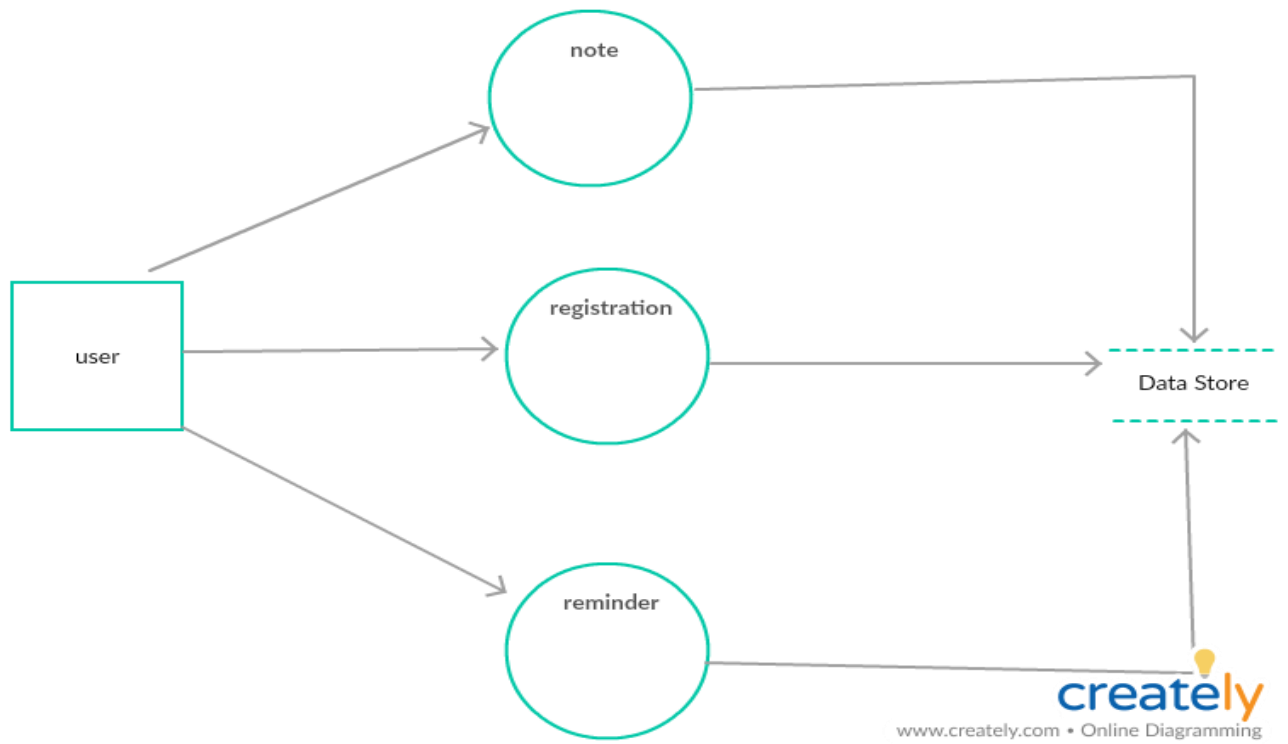 note
registration
user
Data Store
reminder
creately
www.creately.com • Online Diagramming